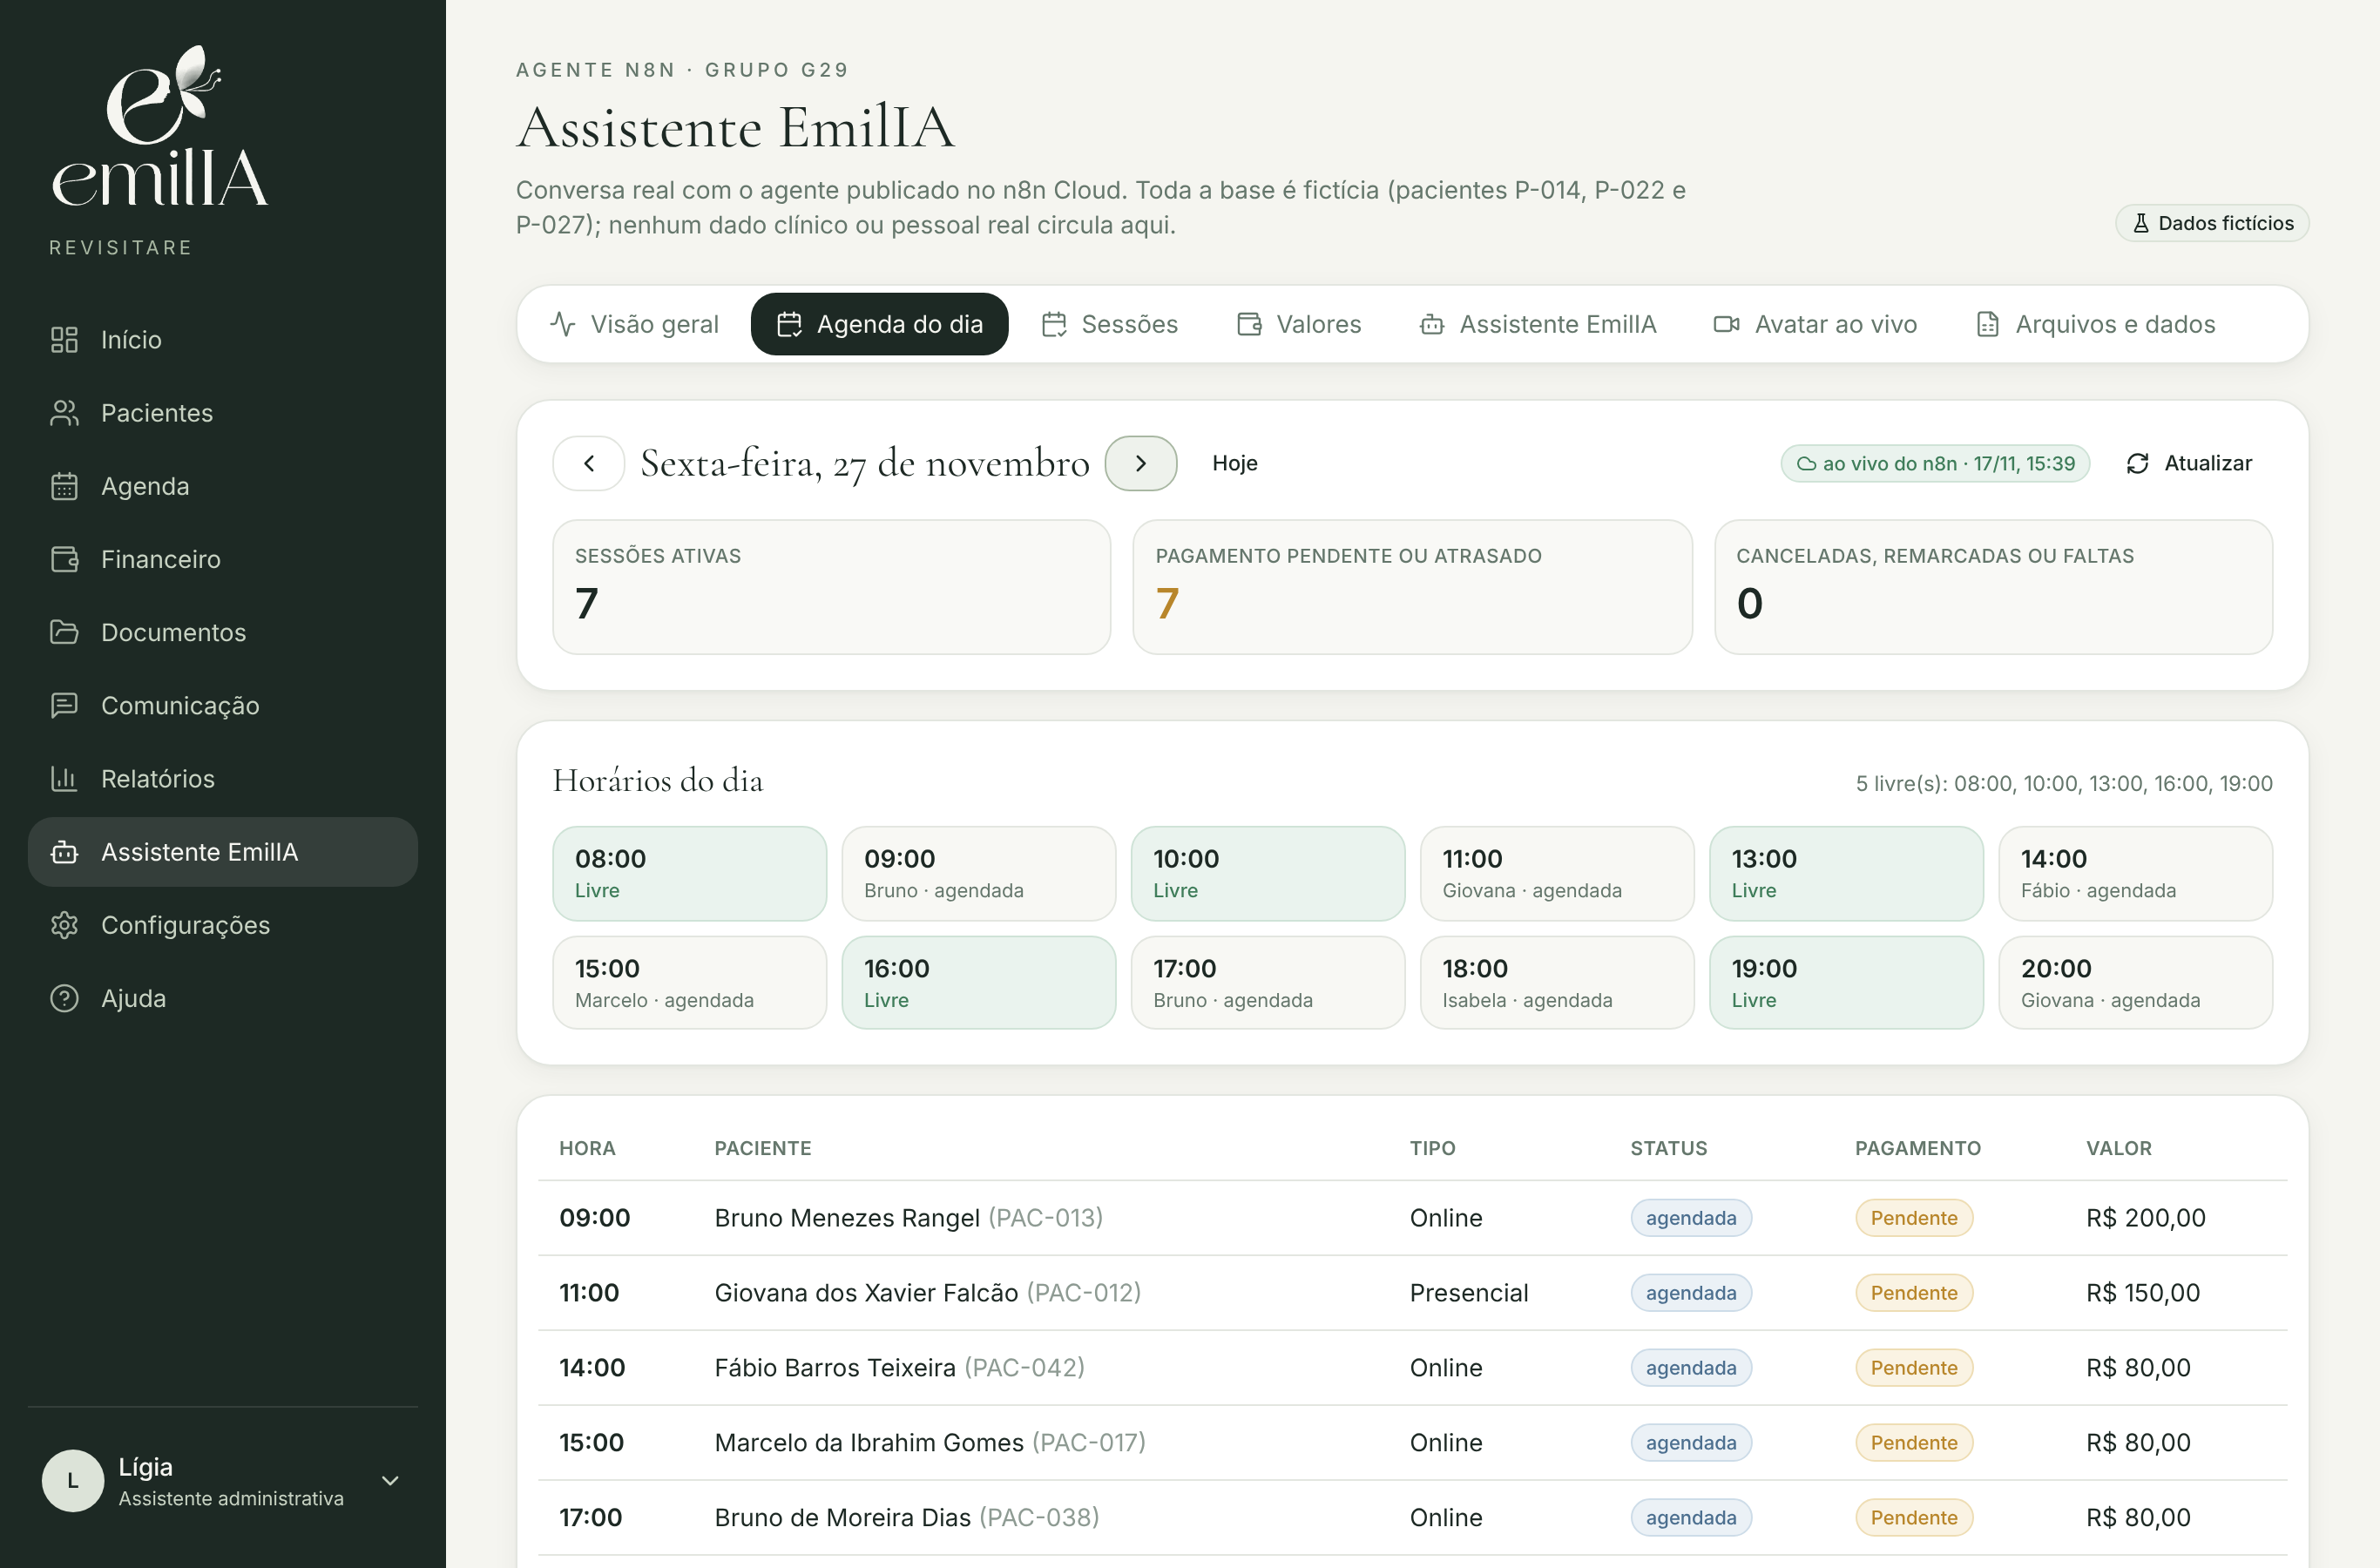 emilIA
REVISITARE
Início
Pacientes
Agenda
Financeiro
Documentos
Comunicação
Relatórios
Assistente EmilIA
Configurações
Ajuda
L
Lígia
Assistente administrativa
AGENTE N8N · GRUPO G29
Assistente EmilIA
Conversa real com o agente publicado no n8n Cloud. Toda a base é fictícia (pacientes P-014, P-022 e
P-027); nenhum dado clínico ou pessoal real circula aqui.
Dados fictícios
Visão geral
Agenda do dia
Sessões
Valores
Assistente EmilIA
Avatar ao vivo
Arquivos e dados
Sexta-feira, 27 de novembro
Hoje
ao vivo do n8n · 17/11, 15:39
Atualizar
SESSÕES ATIVAS
7
PAGAMENTO PENDENTE OU ATRASADO
7
CANCELADAS, REMARCADAS OU FALTAS
0
Horários do dia
5 livre(s): 08:00, 10:00, 13:00, 16:00, 19:00
08:00
Livre
09:00
Bruno · agendada
10:00
Livre
11:00
Giovana · agendada
13:00
Livre
14:00
Fábio · agendada
15:00
Marcelo · agendada
16:00
Livre
17:00
Bruno · agendada
18:00
Isabela · agendada
19:00
Livre
20:00
Giovana · agendada
HORA PACIENTE TIPO STATUS PAGAMENTO VALOR
09:00 Bruno Menezes Rangel (PAC-013) Online agendada Pendente R$ 200,00
11:00 Giovana dos Xavier Falcão (PAC-012) Presencial agendada Pendente R$ 150,00
14:00 Fábio Barros Teixeira (PAC-042) Online agendada Pendente R$ 80,00
15:00 Marcelo da Ibrahim Gomes (PAC-017) Online agendada Pendente R$ 80,00
17:00 Bruno de Moreira Dias (PAC-038) Online agendada Pendente R$ 80,00